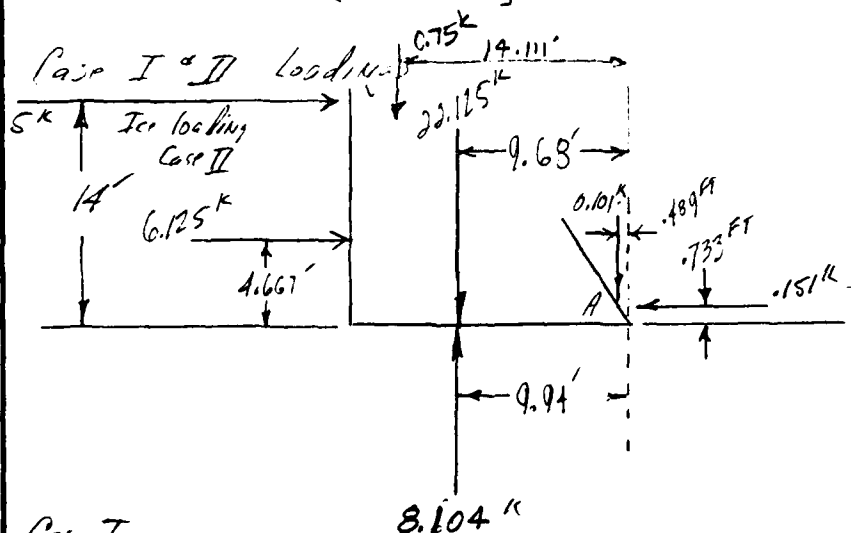 0.75K
14.111'
Case I & II Loadings
5K
Ice loading
Case II
22.125K
9.68'
14'
6.125K
0.101K
.489FT
.733FT
4.667'
A
.151K
9.94'
8.104K
Case I